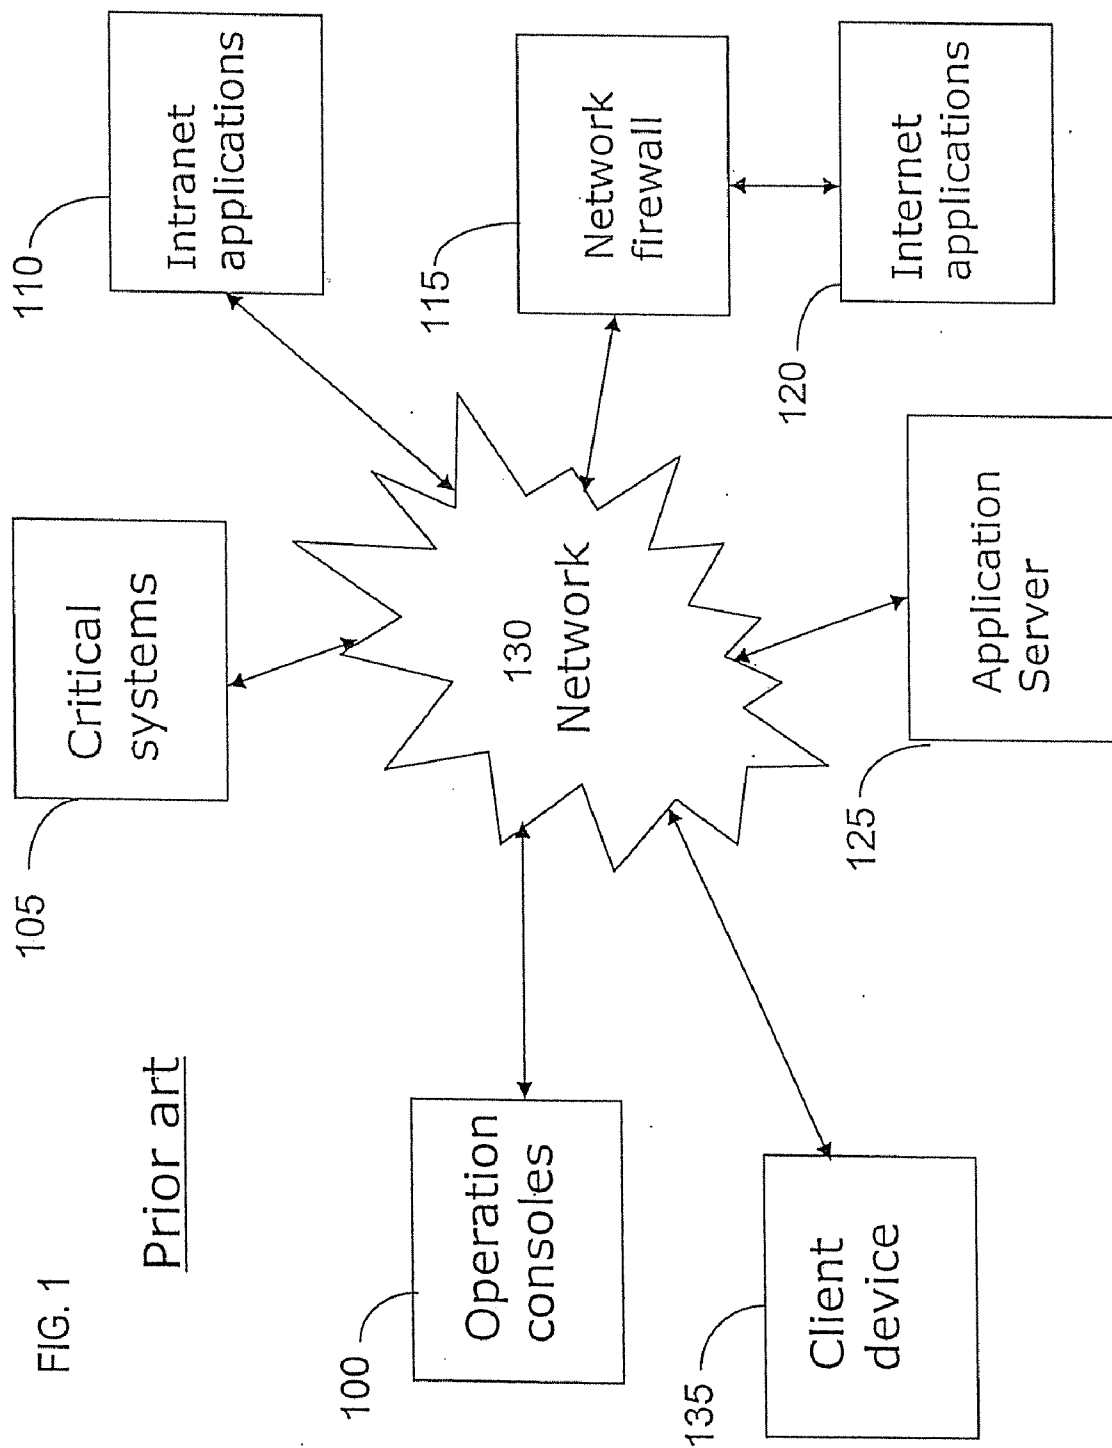 FIG. 1
Prior art
105
Critical
systems
110
Intranet
applications
100
Operation
consoles
130
Network
115
Network
firewall
135
Client
device
125
Application
Server
120
Internet
applications